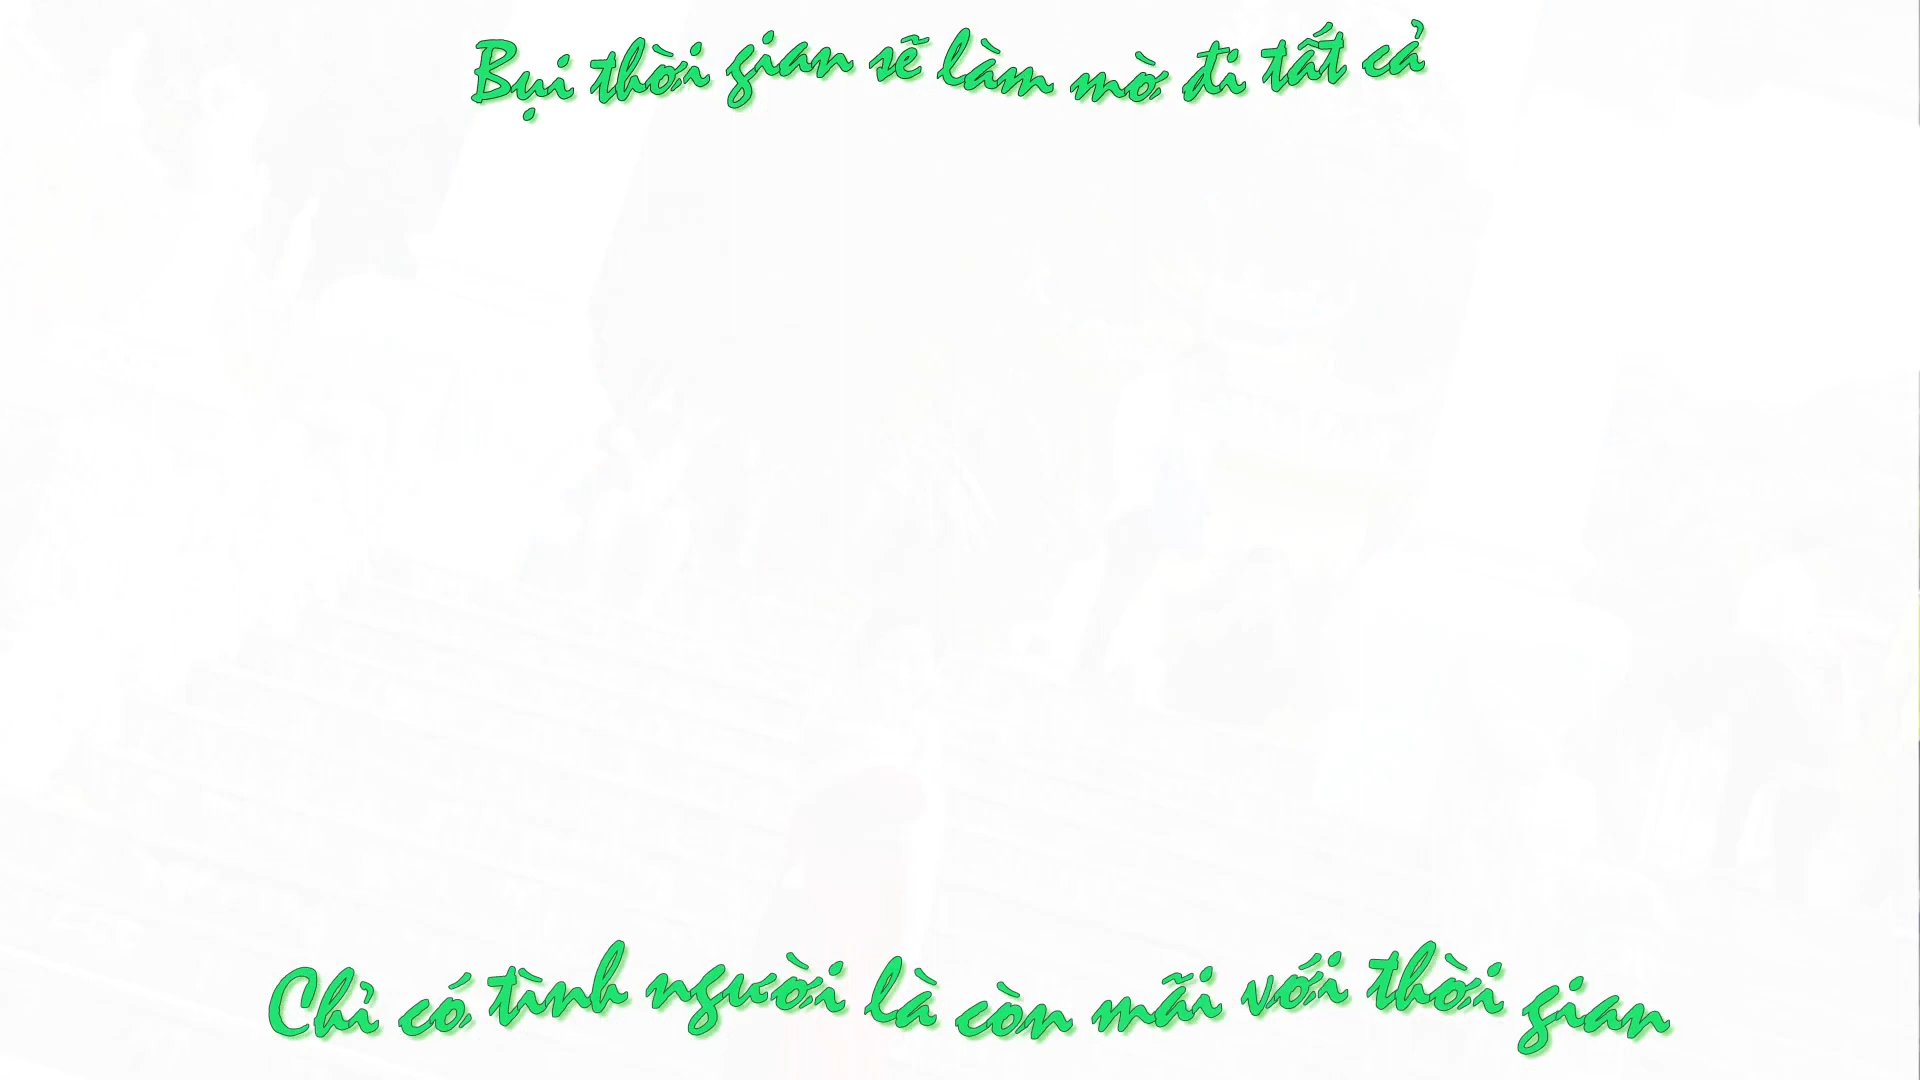 Bụi thời gian sẽ làm mờ đi tất cả
Chỉ có tình người là còn mãi với thời gian